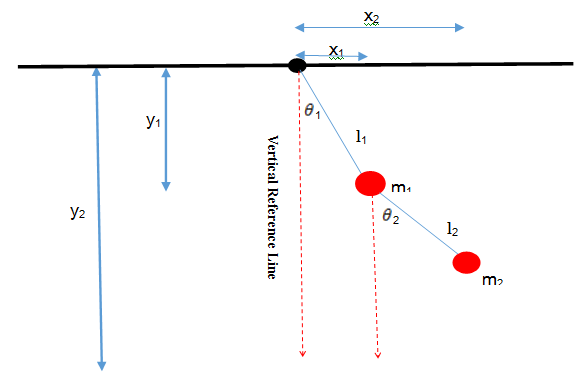 x₂
x₁
θ₁
y₁
l₁
Vertical Reference Line
m₁
y₂
θ₂
l₂
m₂